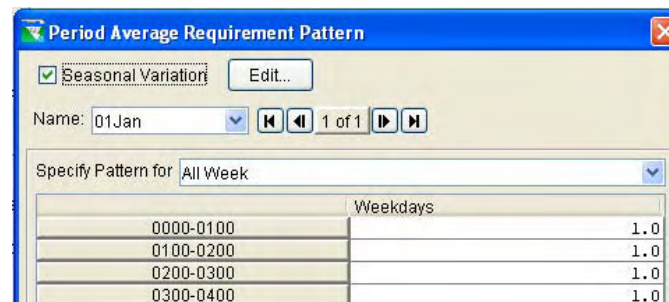 Period Average Requirement Pattern
Seasonal Variation Edit...
Name: 01Jan 1 of 1
Specify Pattern for All Week
Weekdays
0000-0100 1.0
0100-0200 1.0
0200-0300 1.0
0300-0400 1.0